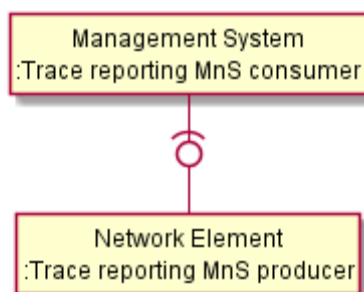 Management System
:Trace reporting MnS consumer
Network Element
:Trace reporting MnS producer